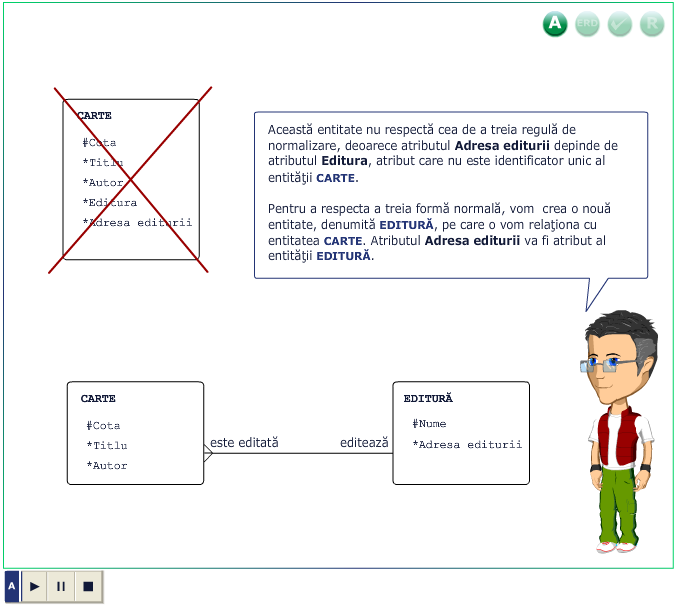 A ERD R
CARTE
#Cota
*Titlu
*Autor
*Editura
*Adresa editurii
Această entitate nu respectă cea de a treia regulă de
normalizare, deoarece atributul Adresa editurii depinde de
atributul Editura, atribut care nu este identificator unic al
entităţii CARTE.
Pentru a respecta a treia formă normală, vom crea o nouă
entitate, denumită EDITURĂ, pe care o vom relaţiona cu
entitatea CARTE. Atributul Adresa editurii va fi atribut al
entităţii EDITURĂ.
CARTE
#Cota
*Titlu
*Autor
este editată
editează
EDITURĂ
#Nume
*Adresa editurii
A